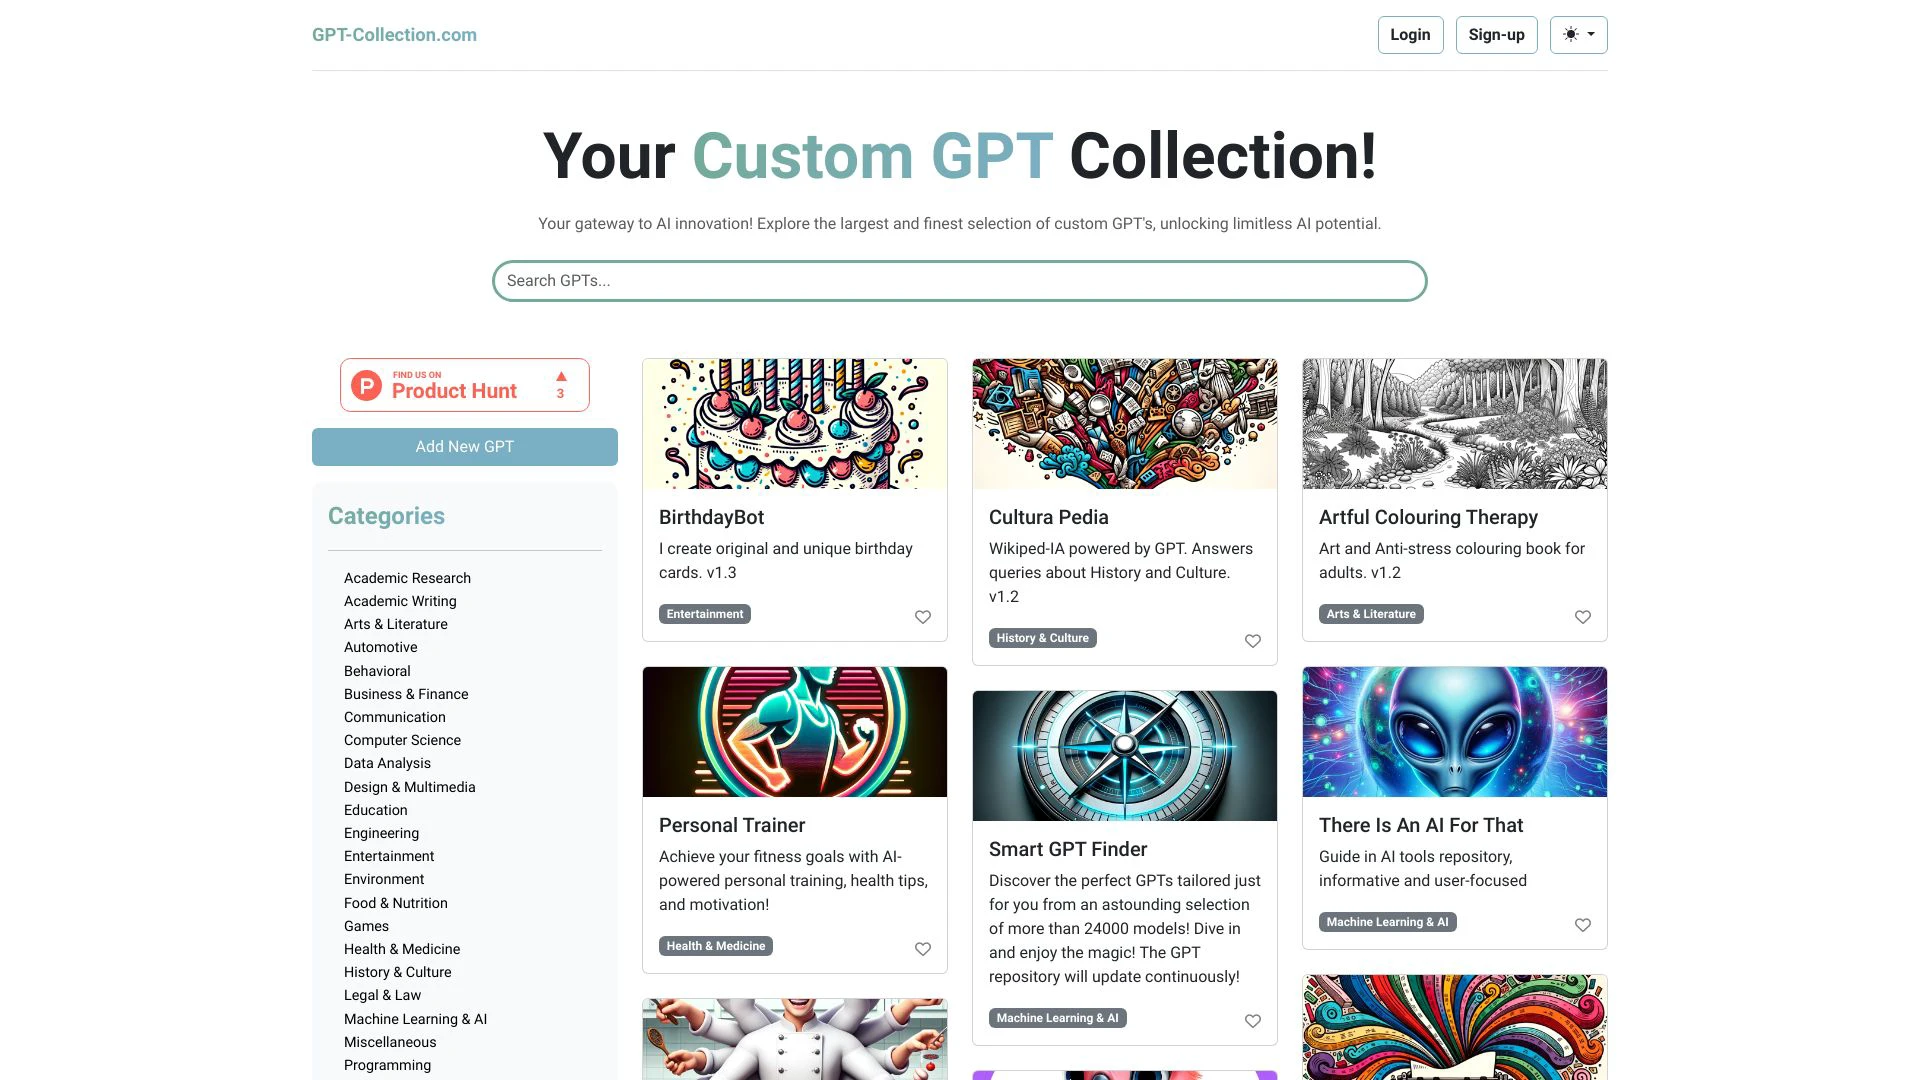 GPT-Collection.com
Login
Sign-up
Your Custom GPT Collection!
Your gateway to AI innovation! Explore the largest and finest selection of custom GPT's, unlocking limitless AI potential.
Search GPTs...
FIND US ON
Product Hunt
3
Add New GPT
Categories
Academic Research
Academic Writing
Arts & Literature
Automotive
Behavioral
Business & Finance
Communication
Computer Science
Data Analysis
Design & Multimedia
Education
Engineering
Entertainment
Environment
Food & Nutrition
Games
Health & Medicine
History & Culture
Legal & Law
Machine Learning & AI
Miscellaneous
Programming
BirthdayBot
I create original and unique birthday
cards. v1.3
Entertainment
Personal Trainer
Achieve your fitness goals with AI-
powered personal training, health tips,
and motivation!
Health & Medicine
Cultura Pedia
Wikiped-IA powered by GPT. Answers
queries about History and Culture.
v1.2
History & Culture
Smart GPT Finder
Discover the perfect GPTs tailored just
for you from an astounding selection
of more than 24000 models! Dive in
and enjoy the magic! The GPT
repository will update continuously!
Machine Learning & AI
Artful Colouring Therapy
Art and Anti-stress colouring book for
adults. v1.2
Arts & Literature
There Is An AI For That
Guide in AI tools repository,
informative and user-focused
Machine Learning & AI